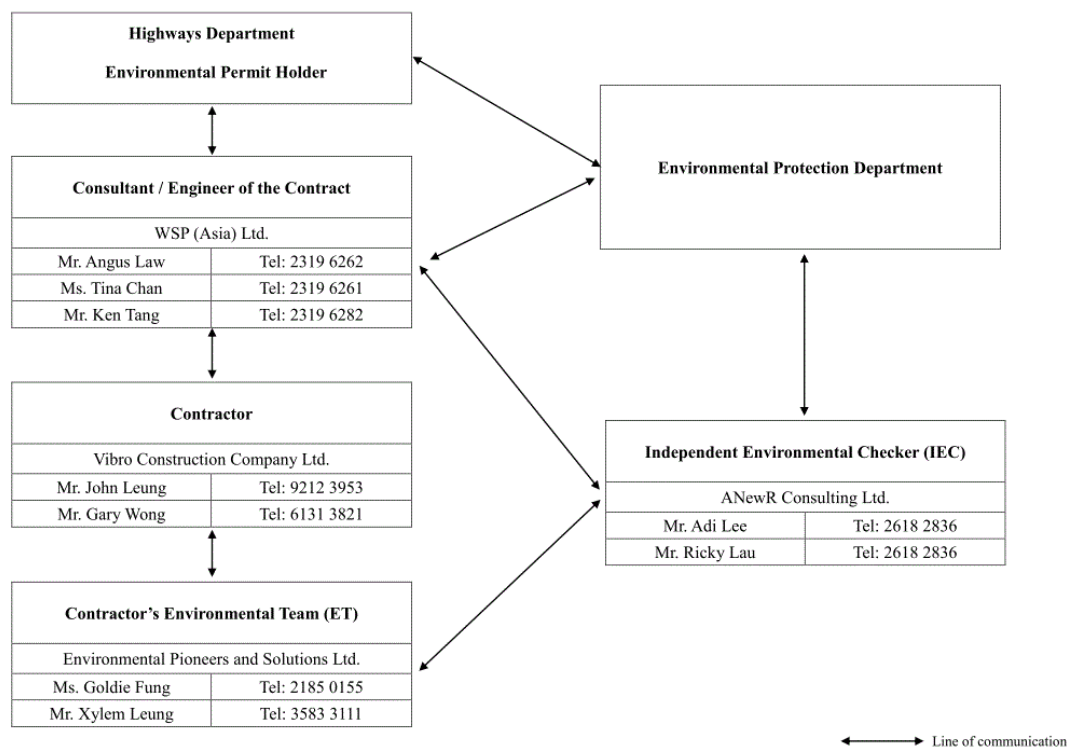 Highways Department
Environmental Permit Holder
Environmental Protection Department
Consultant / Engineer of the Contract
WSP (Asia) Ltd.
Mr. Angus Law Tel: 2319 6262
Ms. Tina Chan Tel: 2319 6261
Mr. Ken Tang Tel: 2319 6282
Contractor
Vibro Construction Company Ltd.
Mr. John Leung Tel: 9212 3953
Mr. Gary Wong Tel: 6131 3821
Independent Environmental Checker (IEC)
ANewR Consulting Ltd.
Mr. Adi Lee Tel: 2618 2836
Mr. Ricky Lau Tel: 2618 2836
Contractor’s Environmental Team (ET)
Environmental Pioneers and Solutions Ltd.
Ms. Goldie Fung Tel: 2185 0155
Mr. Xylem Leung Tel: 3583 3111
Line of communication